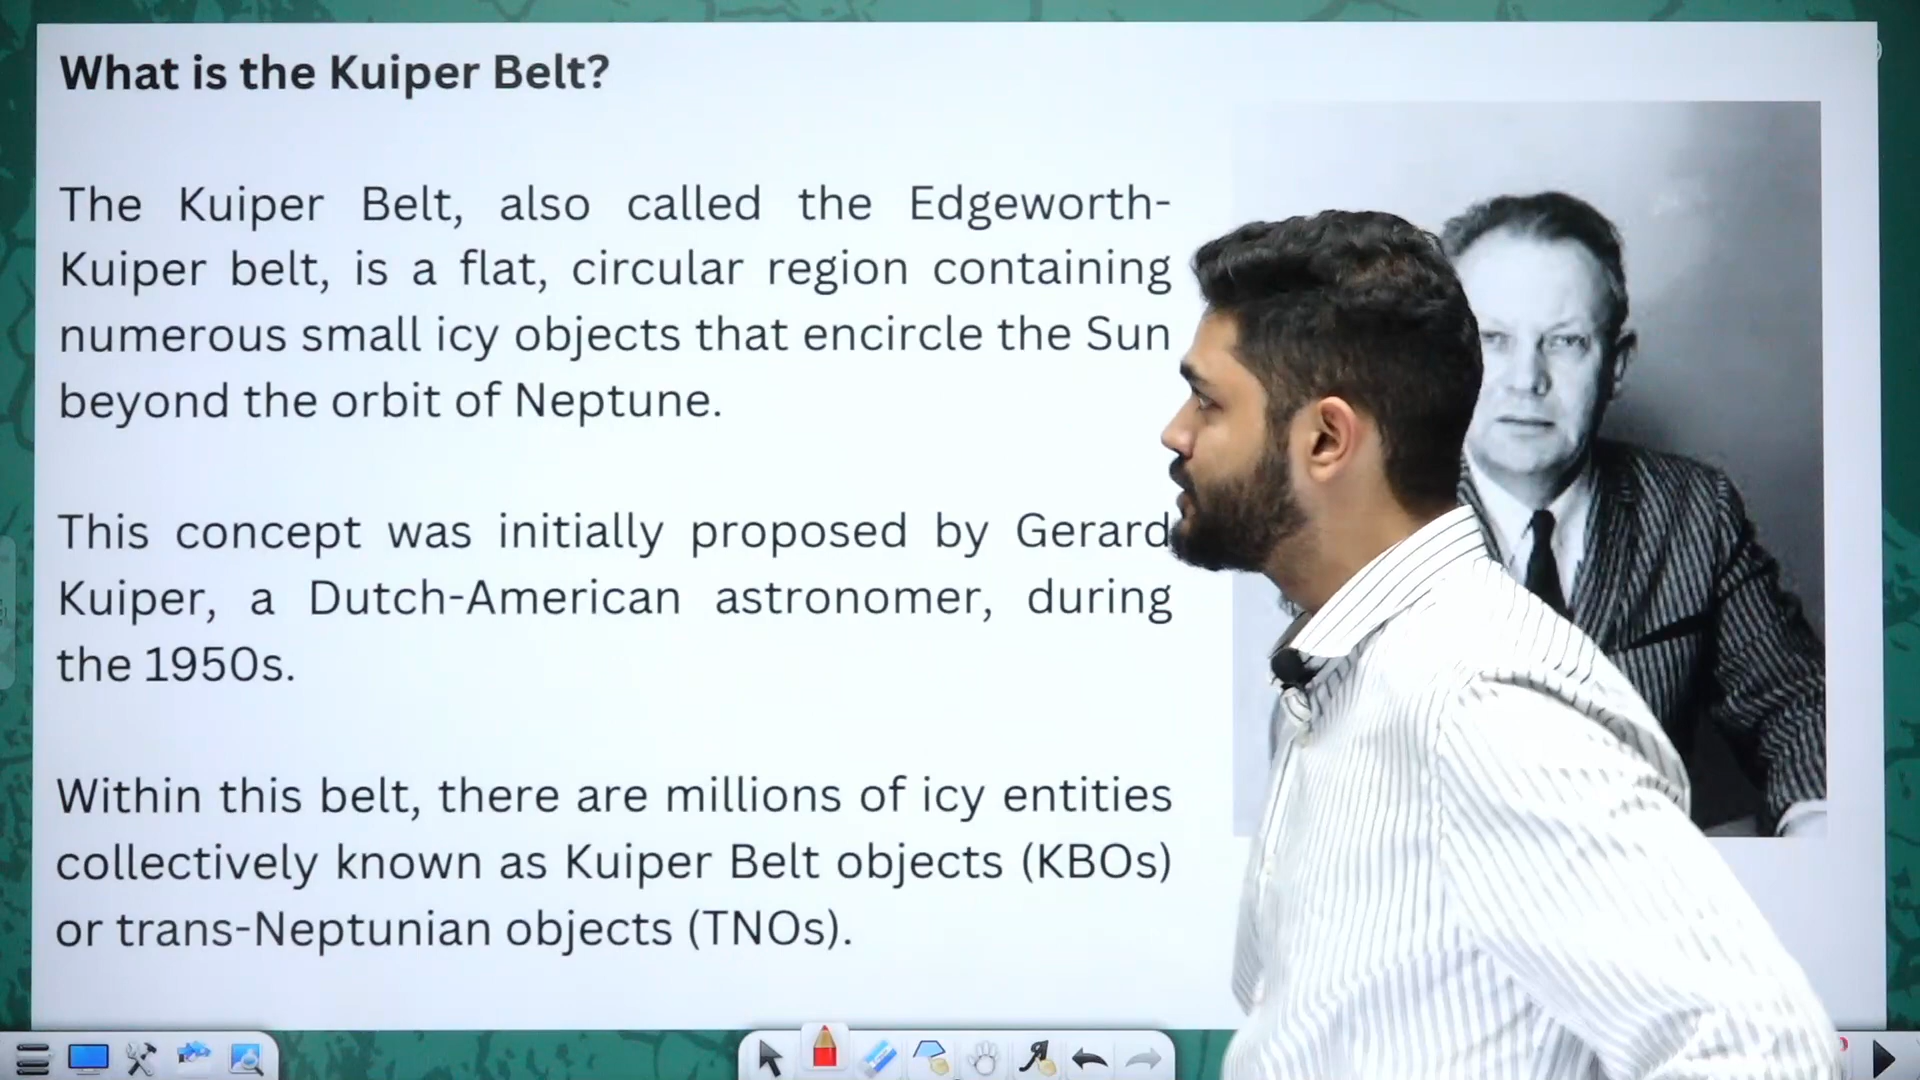 What is the Kuiper Belt?
The Kuiper Belt, also called the Edgeworth-
Kuiper belt, is a flat, circular region containing
numerous small icy objects that encircle the Sun
beyond the orbit of Neptune.
This concept was initially proposed by Gerard
Kuiper, a Dutch-American astronomer, during
the 1950s.
Within this belt, there are millions of icy entities
collectively known as Kuiper Belt objects (KBOs)
or trans-Neptunian objects (TNOs).